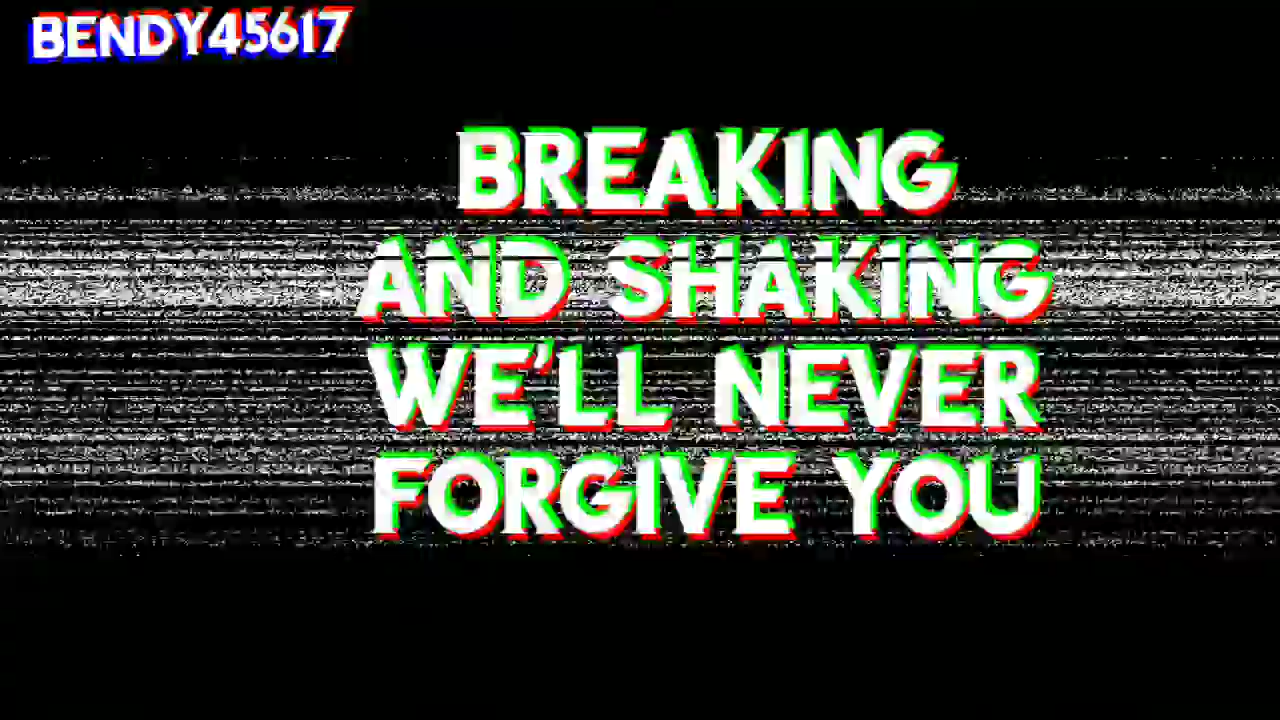 BENDY45617
BREAKING
AND SHAKING
WE'LL NEVER
FORGIVE YOU